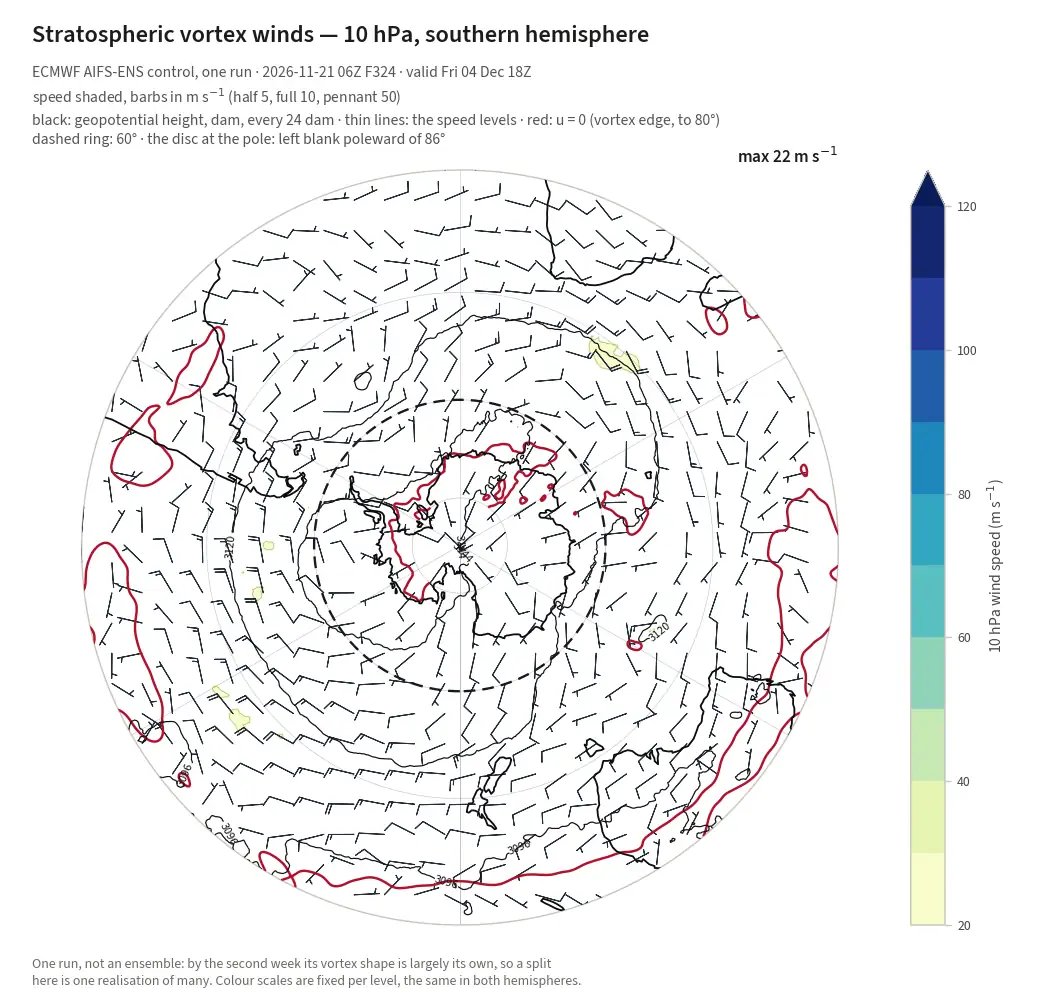 Stratospheric vortex winds — 10 hPa, southern hemisphere
ECMWF AIFS-ENS control, one run · 2026-11-21 06Z F324 · valid Fri 04 Dec 18Z
speed shaded, barbs in m s⁻¹ (half 5, full 10, pennant 50)
black: geopotential height, dam, every 24 dam · thin lines: the speed levels · red: u = 0 (vortex edge, to 80°)
dashed ring: 60° · the disc at the pole: left blank poleward of 86°
max 22 m s⁻¹
120
100
80
60
40
20
10 hPa wind speed (m s⁻¹)
3120
3120
3096
3096
3096
3096
One run, not an ensemble: by the second week its vortex shape is largely its own, so a split
here is one realisation of many. Colour scales are fixed per level, the same in both hemispheres.